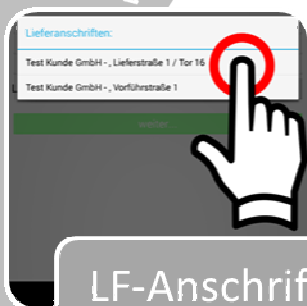 Lieferanschriften:
Test Kunde GmbH - , Lieferstraße 1 / Tor 16
Test Kunde GmbH - , Vorführstraße 1
weiter
LF-Anschrif